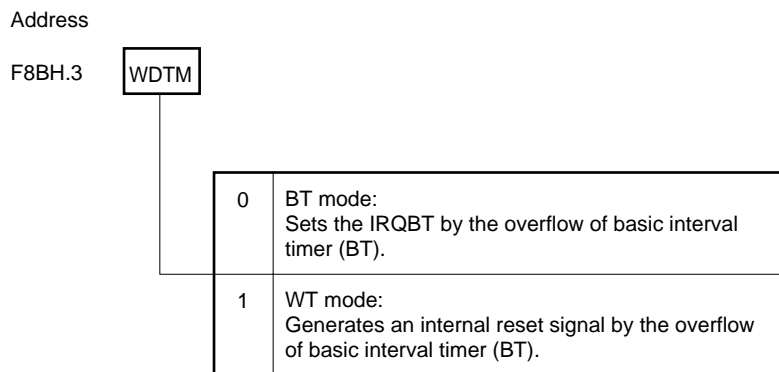 Address
F8BH.3 WDTM
0 BT mode:
Sets the IRQBT by the overflow of basic interval
timer (BT).
1 WT mode:
Generates an internal reset signal by the overflow
of basic interval timer (BT).